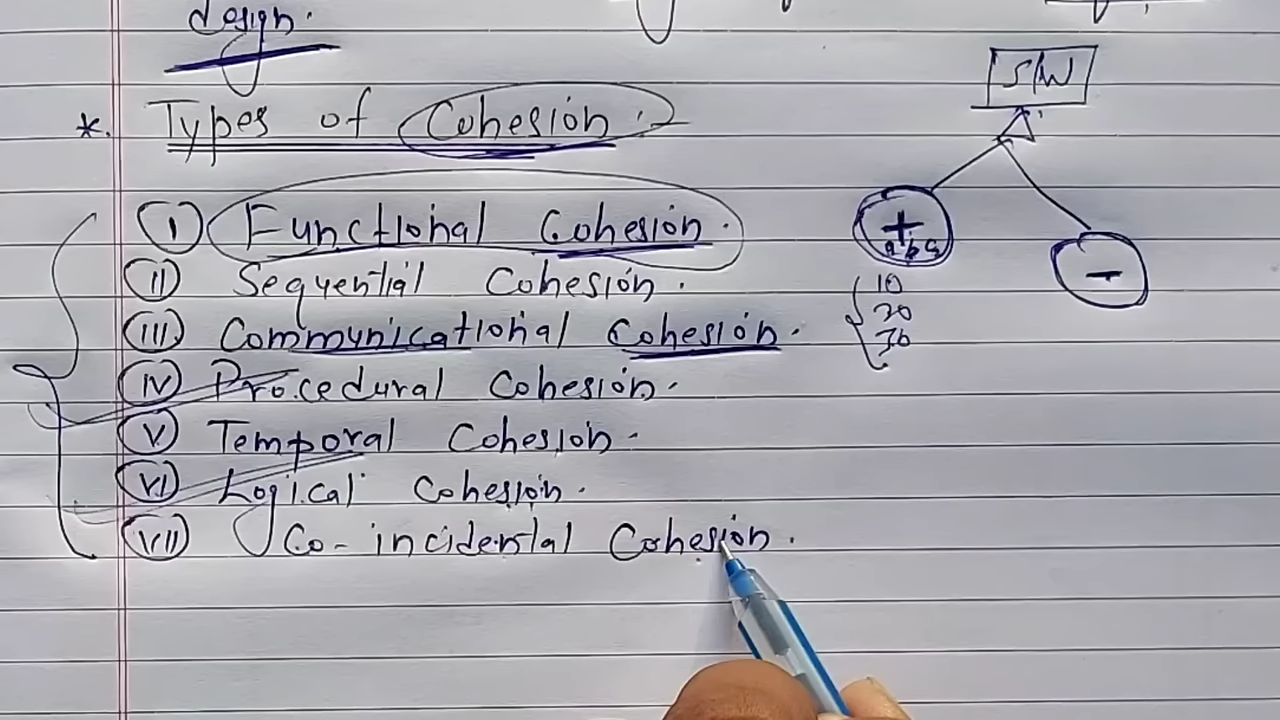 design.
*. Types of Cohesion :-
(I) Functional Cohesion.
(II) Sequential Cohesion.
(III) Communicational Cohesion.
(IV) Procedural Cohesion.
(V) Temporal Cohesion.
(VI) Logical Cohesion.
(VII) Co-incidental Cohesion.
S/W
+
a b c
-
10
20
30